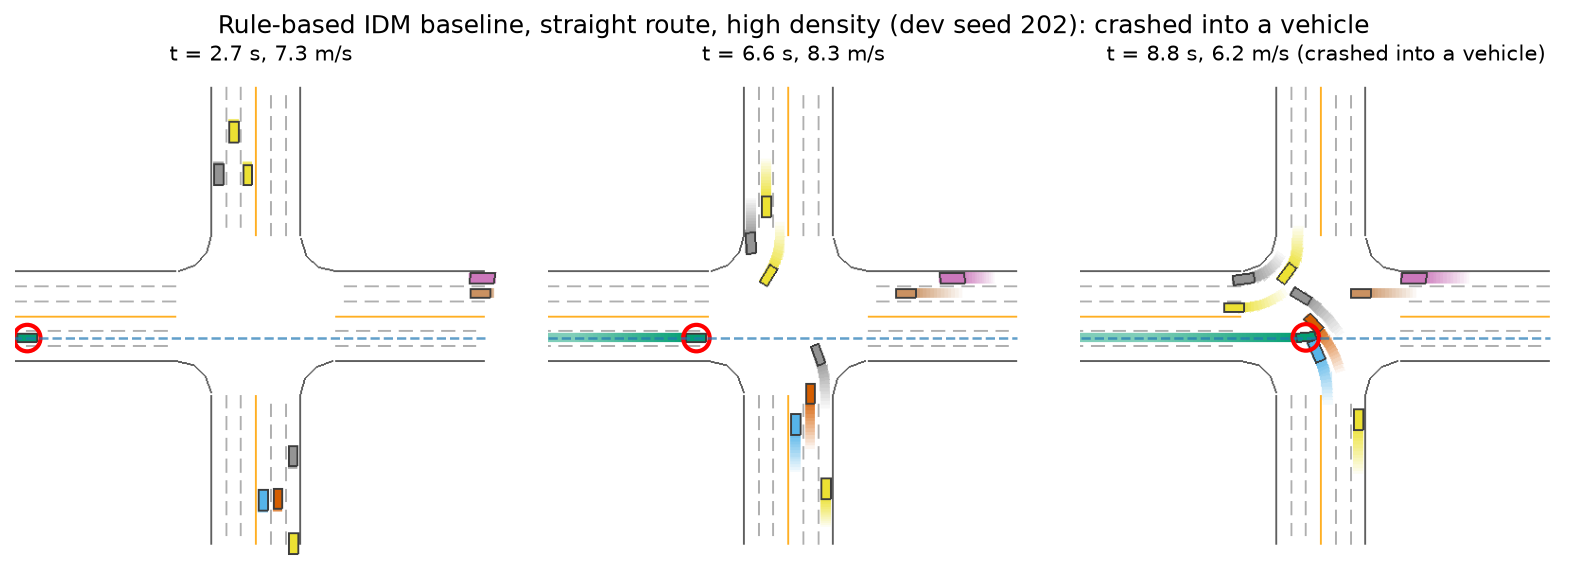 Rule-based IDM baseline, straight route, high density (dev seed 202): crashed into a vehicle
t = 2.7 s, 7.3 m/s
t = 6.6 s, 8.3 m/s
t = 8.8 s, 6.2 m/s (crashed into a vehicle)